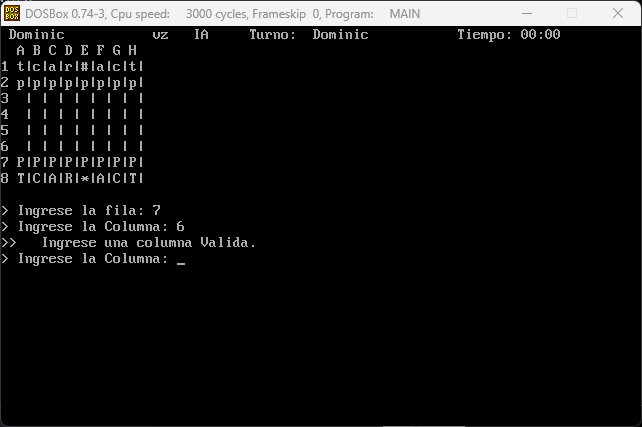 DOSBox 0.74-3, Cpu speed: 3000 cycles, Frameskip 0, Program: MAIN
Dominic vz IA Turno: Dominic Tiempo: 00:00
A B C D E F G H
1 t|c|a|r|#|a|c|t|
2 p|p|p|p|p|p|p|p|
3 | | | | | | | |
4 | | | | | | | |
5 | | | | | | | |
6 | | | | | | | |
7 P|P|P|P|P|P|P|P|
8 T|C|A|R|*|A|C|T|
> Ingrese la fila: 7
> Ingrese la Columna: 6
>> Ingrese una columna Valida.
> Ingrese la Columna: _